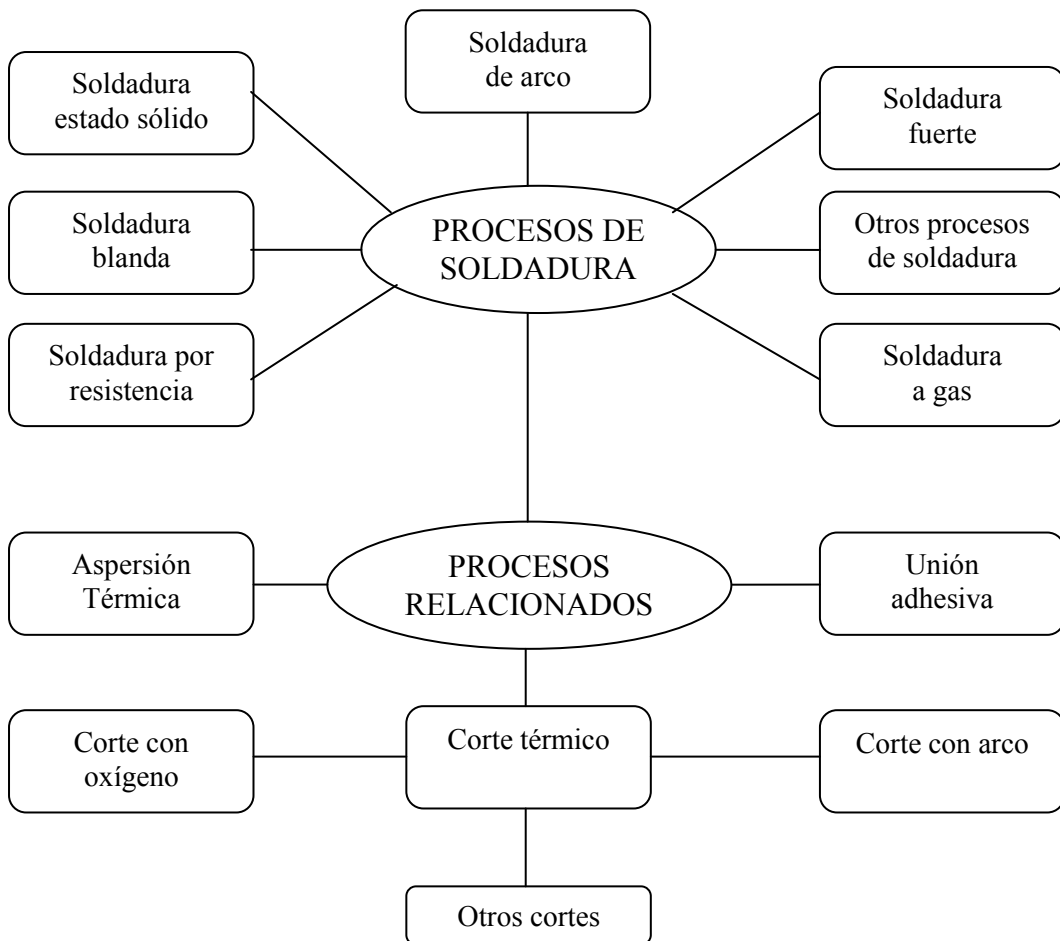 Soldadura
de arco
Soldadura
estado sólido
Soldadura
fuerte
Soldadura
blanda
PROCESOS DE
SOLDADURA
Otros procesos
de soldadura
Soldadura por
resistencia
Soldadura
a gas
Aspersión
Térmica
PROCESOS
RELACIONADOS
Unión
adhesiva
Corte con
oxígeno
Corte térmico
Corte con arco
Otros cortes